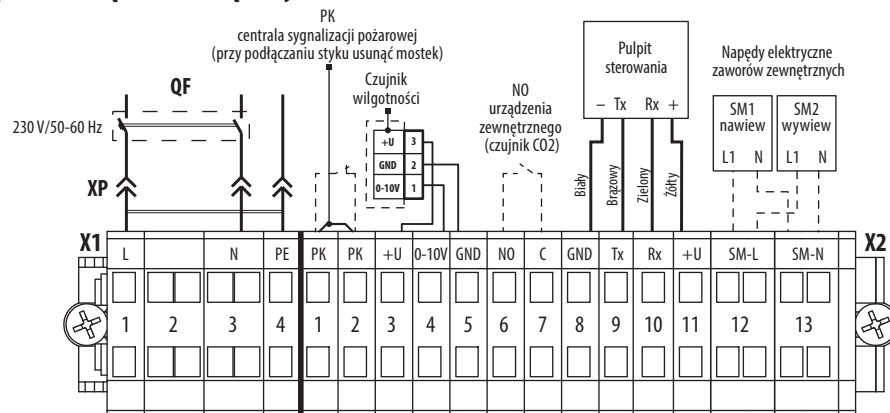 PK
centrala sygnalizacji pożarowej
(przy podłączaniu styku usunąć mostek)
QF
230 V/50-60 Hz
XP
Czujnik
wilgotności
+U 3
GND 2
0-10V 1
NO
urządzenia
zewnętrznego
(czujnik CO2)
Pulpit
sterowania
– Tx Rx +
Biały
Brązowy
Zielony
Żółty
Napędy elektryczne
zaworów zewnętrznych
SM1
nawiew
L1 N
SM2
wywiew
L1 N
X1
X2
L N PE PK PK +U 0-10V GND NO C GND Tx Rx +U SM-L SM-N
1 2 3 4 1 2 3 4 5 6 7 8 9 10 11 12 13